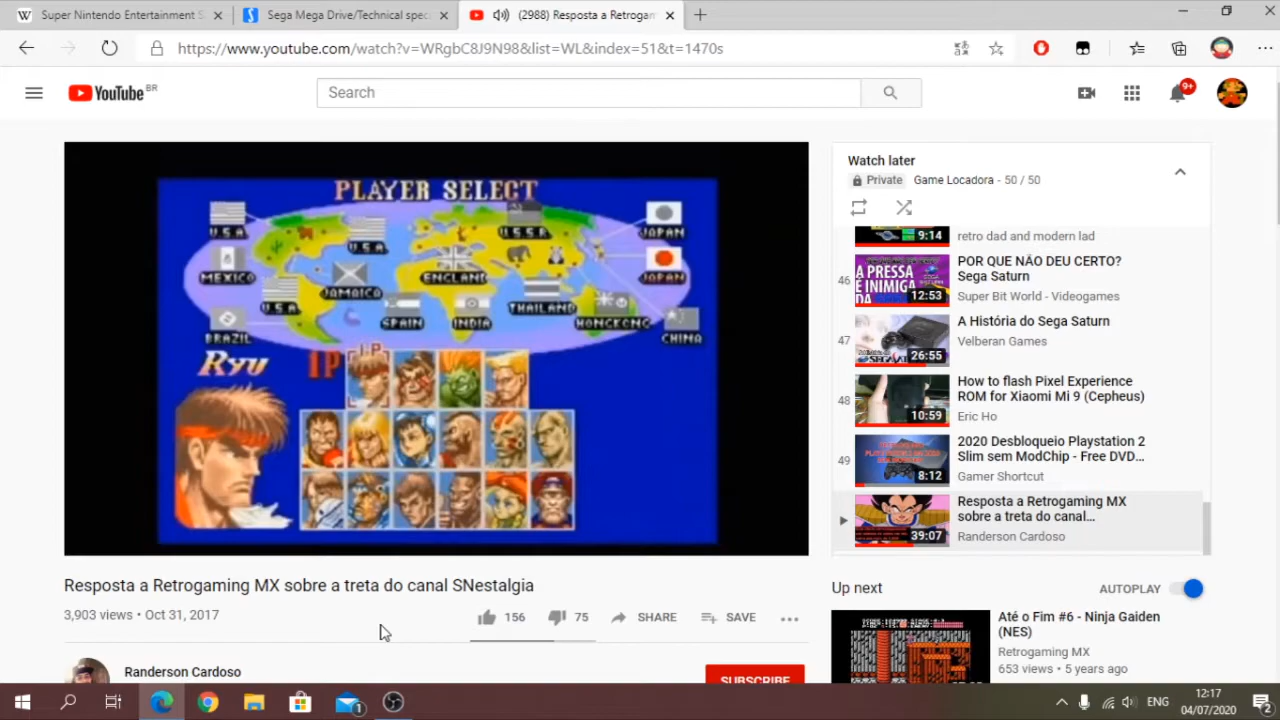 Super Nintendo Entertainment S
Sega Mega Drive/Technical spec
(2988) Resposta a Retrogam
https://www.youtube.com/watch?v=WRgbC8J9N98&list=WL&index=51&t=1470s
YouTube BR
Search
9+
PLAYER SELECT
U.S.A.
U.S.A.
U.S.S.R
JAPAN
MEXICO
ENGLAND
JAPAN
JAMAICA
U.S.A
THAILAND
SPAIN
INDIA
HONGKONG
BRAZIL
CHINA
Ryu
1P
Watch later
Private
Game Locadora - 50 / 50
9:14
retro dad and modern lad
46
A PRESSA
É INIMIGA
DA
12:53
POR QUE NÃO DEU CERTO?
Sega Saturn
Super Bit World - Videogames
47
26:55
A História do Sega Saturn
Velberan Games
48
10:59
How to flash Pixel Experience
ROM for Xiaomi Mi 9 (Cepheus)
Eric Ho
49
8:12
2020 Desbloqueio Playstation 2
Slim sem ModChip - Free DVD...
Gamer Shortcut
39:07
Resposta a Retrogaming MX
sobre a treta do canal...
Randerson Cardoso
Resposta a Retrogaming MX sobre a treta do canal SNestalgia
3,903 views • Oct 31, 2017
156
75
SHARE
SAVE
Randerson Cardoso
SUBSCRIBE
Up next
AUTOPLAY
Até o Fim #6 - Ninja Gaiden
(NES)
Retrogaming MX
653 views • 5 years ago
1
ENG
12:17
04/07/2020
2